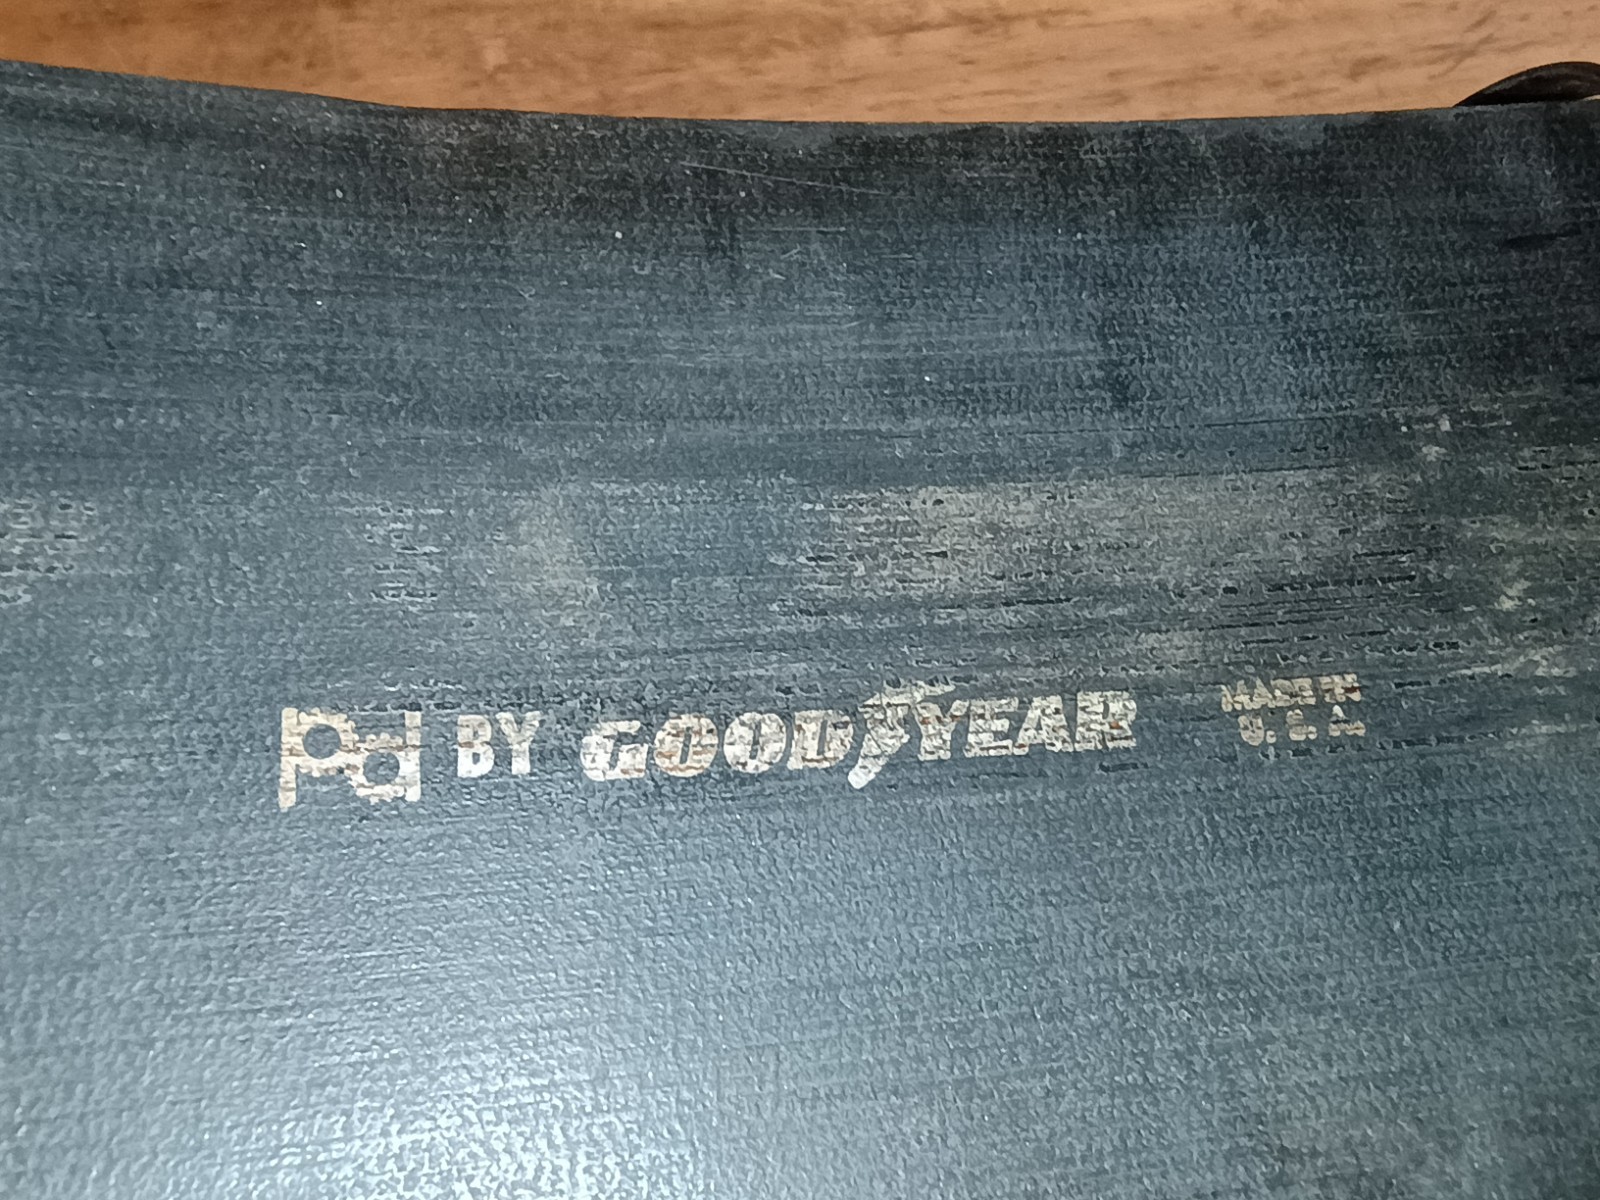 Pd BY GOODYEAR
MADE IN
U. S. A.